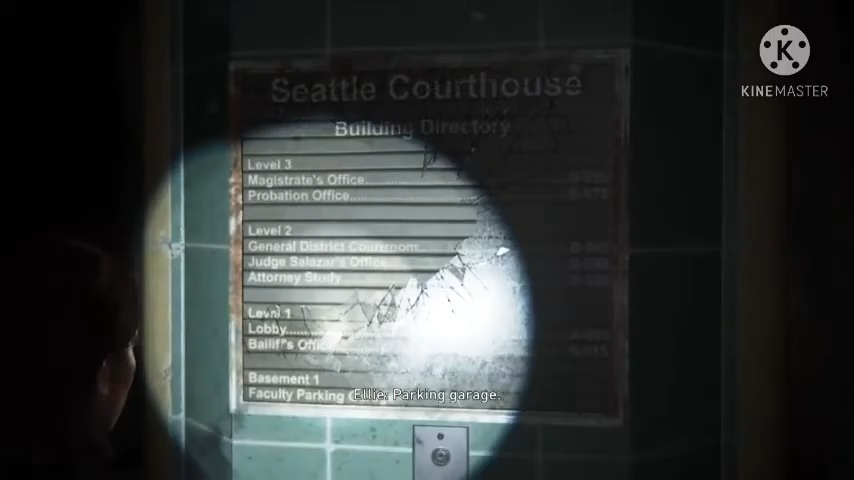 Seattle Courthouse
Building Directory
Level 3
Magistrate's Office
Probation Office
Level 2
General District Courtroom
Judge Salazar's Office
Attorney Study
Level 1
Lobby
Bailiff's Office
Basement 1
Faculty Parking
Ellie: Parking garage.
K
KINEMASTER